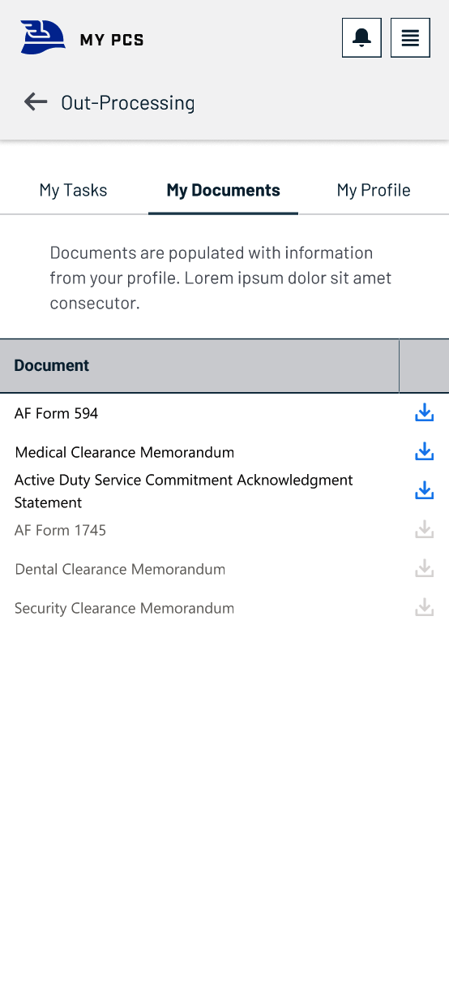 MY PCS
Out-Processing
My Tasks
My Documents
My Profile
Documents are populated with information
from your profile. Lorem ipsum dolor sit amet
consecutor.
Document
AF Form 594
Medical Clearance Memorandum
Active Duty Service Commitment Acknowledgment
Statement
AF Form 1745
Dental Clearance Memorandum
Security Clearance Memorandum